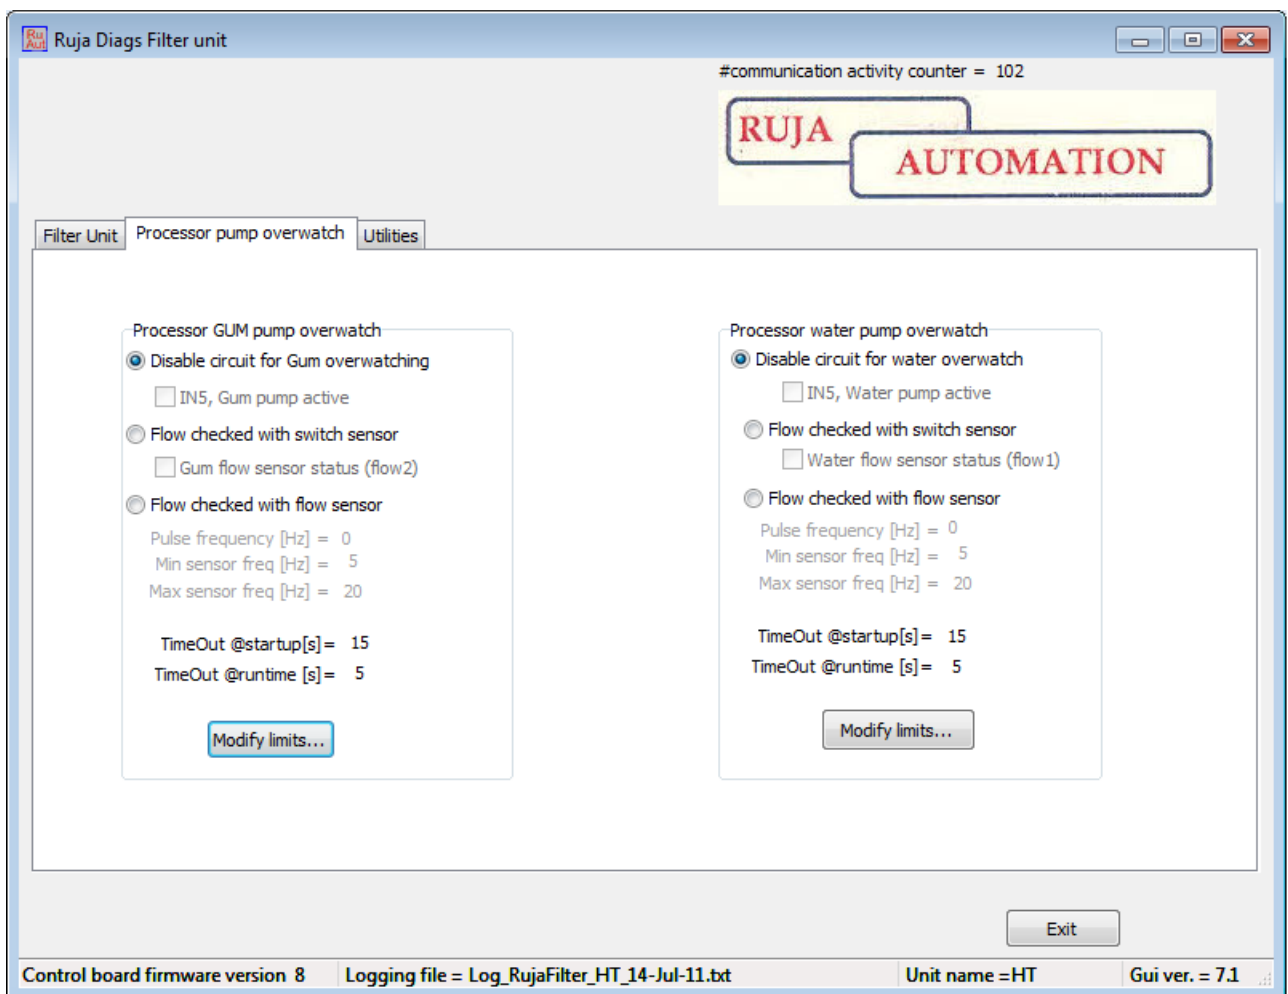 Ru
Aut
Ruja Diags Filter unit
#communication activity counter = 102
RUJA
AUTOMATION
Filter Unit
Processor pump overwatch
Utilities
Processor GUM pump overwatch
Disable circuit for Gum overwatching
IN5, Gum pump active
Flow checked with switch sensor
Gum flow sensor status (flow2)
Flow checked with flow sensor
Pulse frequency [Hz] = 0
Min sensor freq [Hz] = 5
Max sensor freq [Hz] = 20
TimeOut @startup[s]= 15
TimeOut @runtime [s]= 5
Modify limits...
Processor water pump overwatch
Disable circuit for water overwatch
IN5, Water pump active
Flow checked with switch sensor
Water flow sensor status (flow1)
Flow checked with flow sensor
Pulse frequency [Hz] = 0
Min sensor freq [Hz] = 5
Max sensor freq [Hz] = 20
TimeOut @startup[s]= 15
TimeOut @runtime [s]= 5
Modify limits...
Exit
Control board firmware version 8
Logging file = Log_RujaFilter_HT_14-Jul-11.txt
Unit name =HT
Gui ver. = 7.1